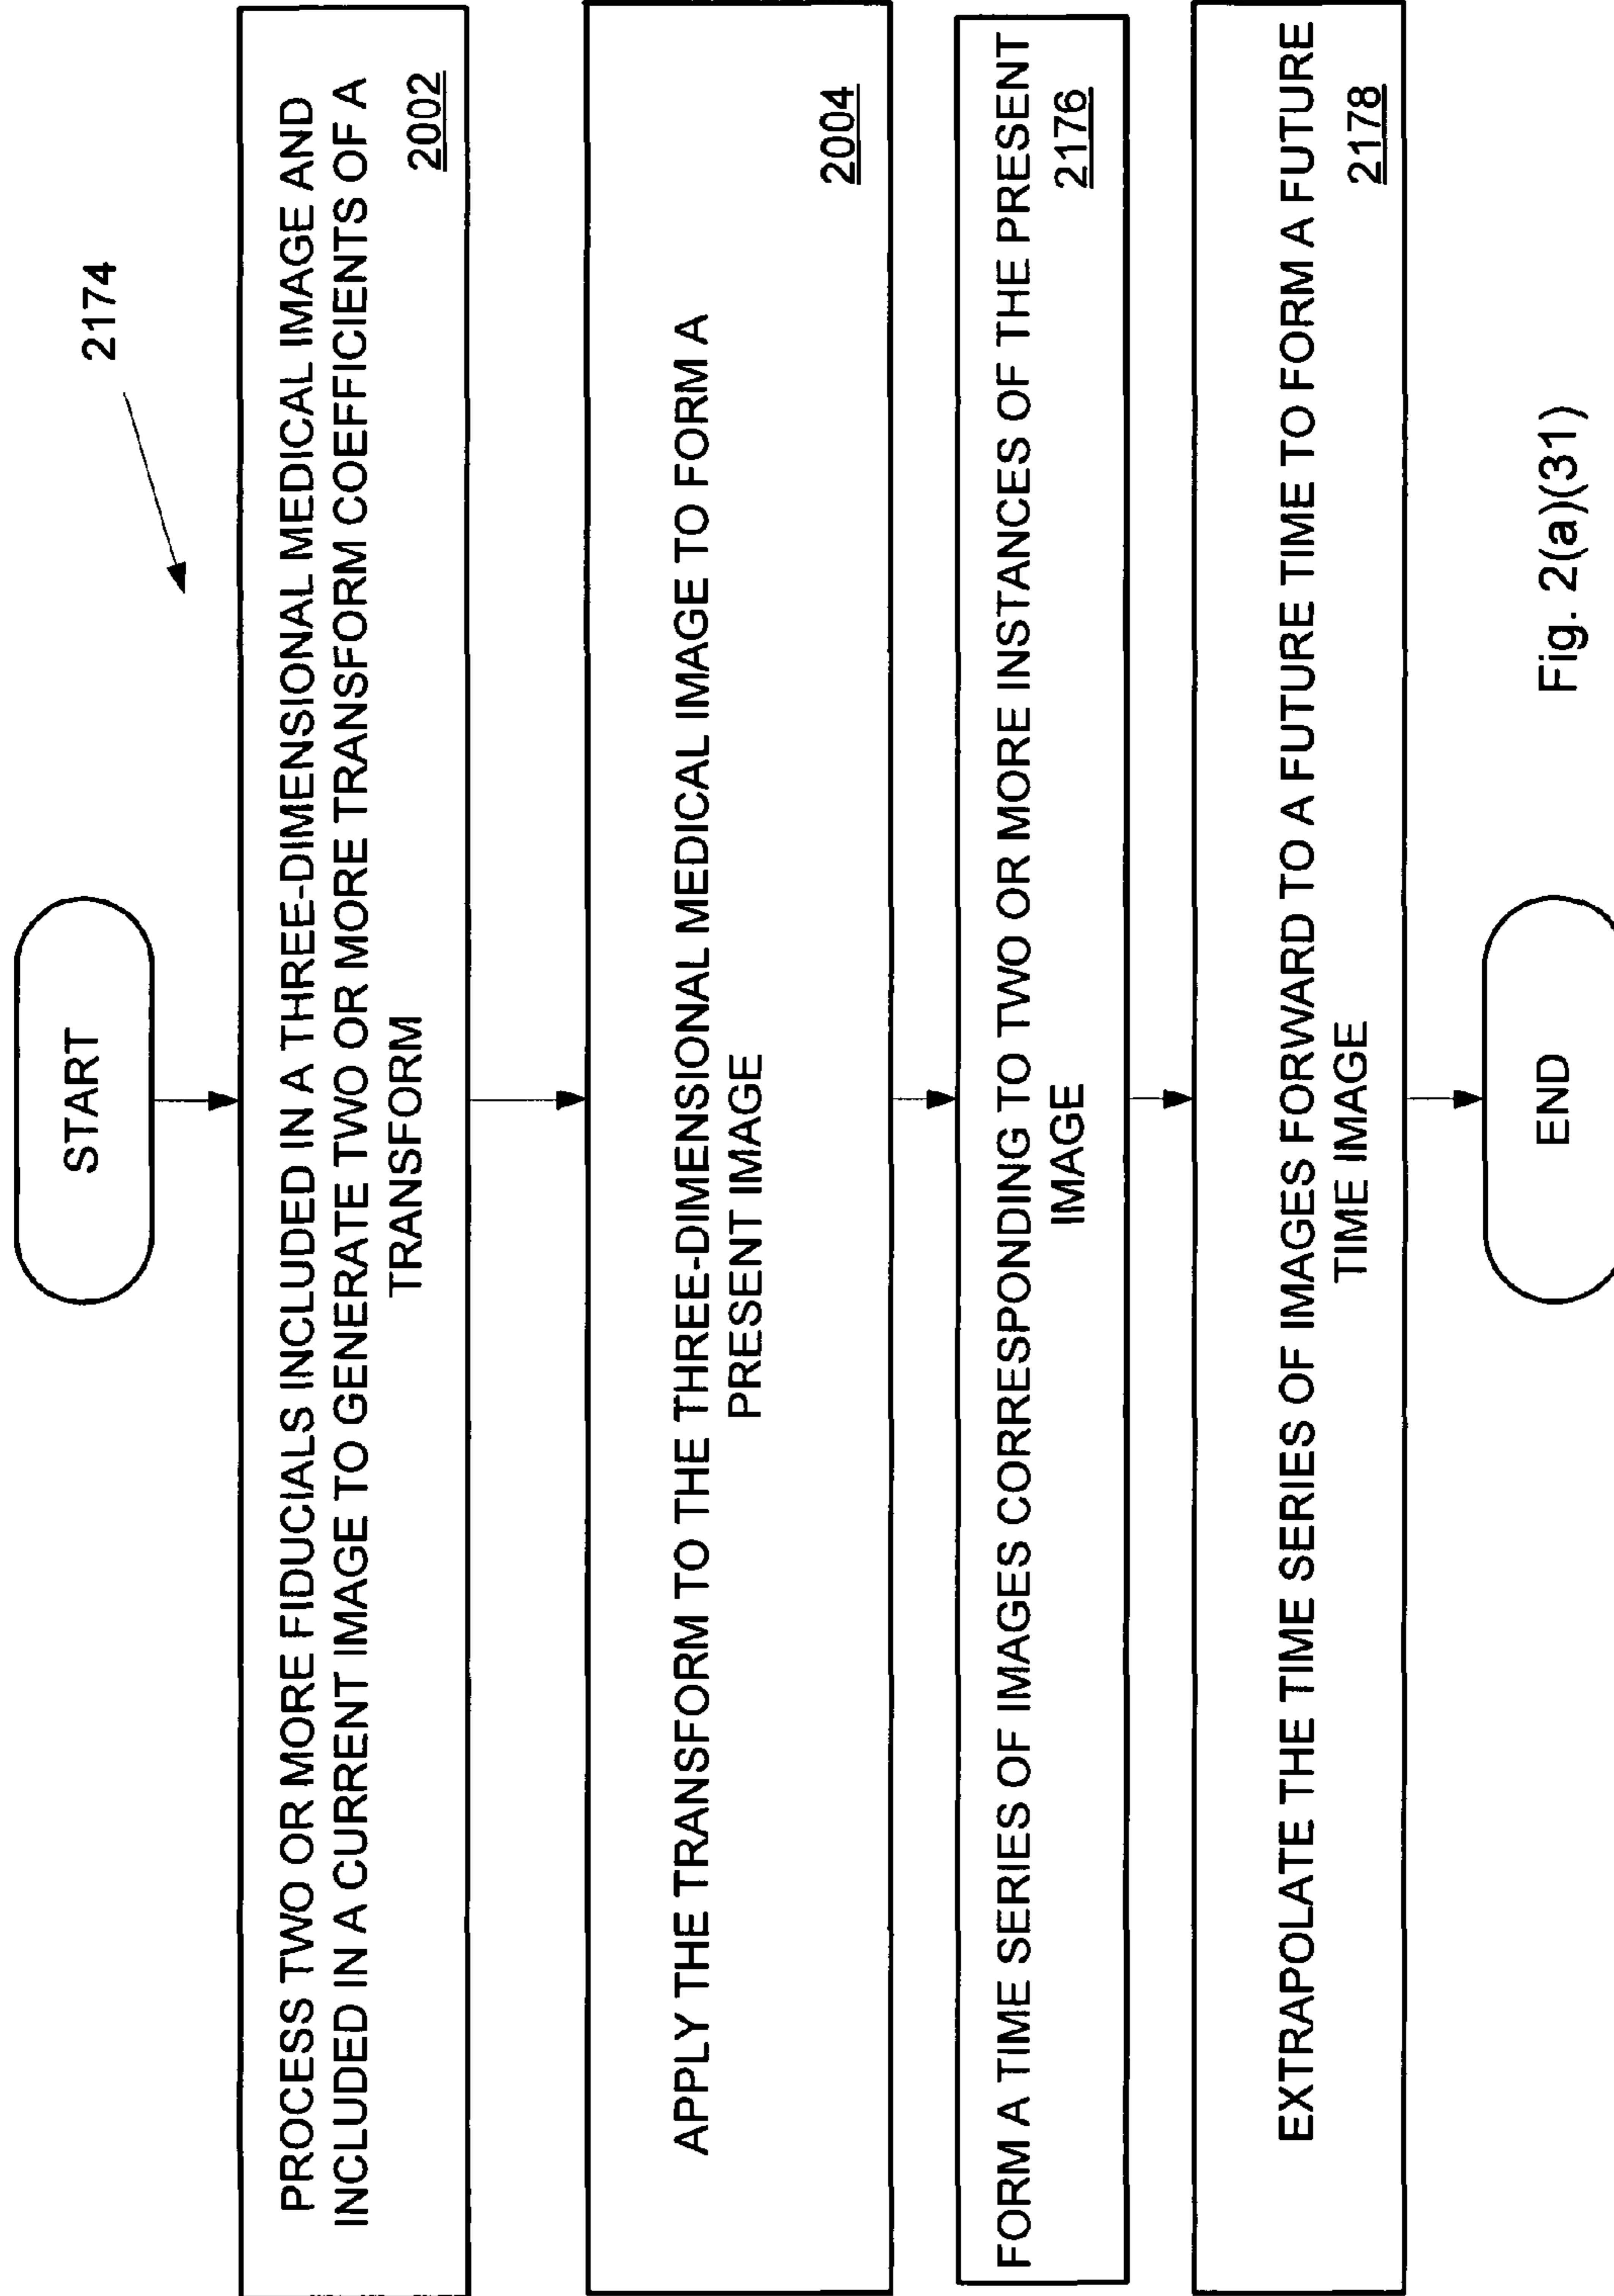 START
2174
PROCESS TWO OR MORE FIDUCIALS INCLUDED IN A THREE-DIMENSIONAL MEDICAL IMAGE AND
INCLUDED IN A CURRENT IMAGE TO GENERATE TWO OR MORE TRANSFORM COEFFICIENTS OF A
TRANSFORM
2002
APPLY THE TRANSFORM TO THE THREE-DIMENSIONAL MEDICAL IMAGE TO FORM A
PRESENT IMAGE
2004
FORM A TIME SERIES OF IMAGES CORRESPONDING TO TWO OR MORE INSTANCES OF THE PRESENT
IMAGE
2176
EXTRAPOLATE THE TIME SERIES OF IMAGES FORWARD TO A FUTURE TIME TO FORM A FUTURE
TIME IMAGE
2178
END
Fig. 2(a)(31)